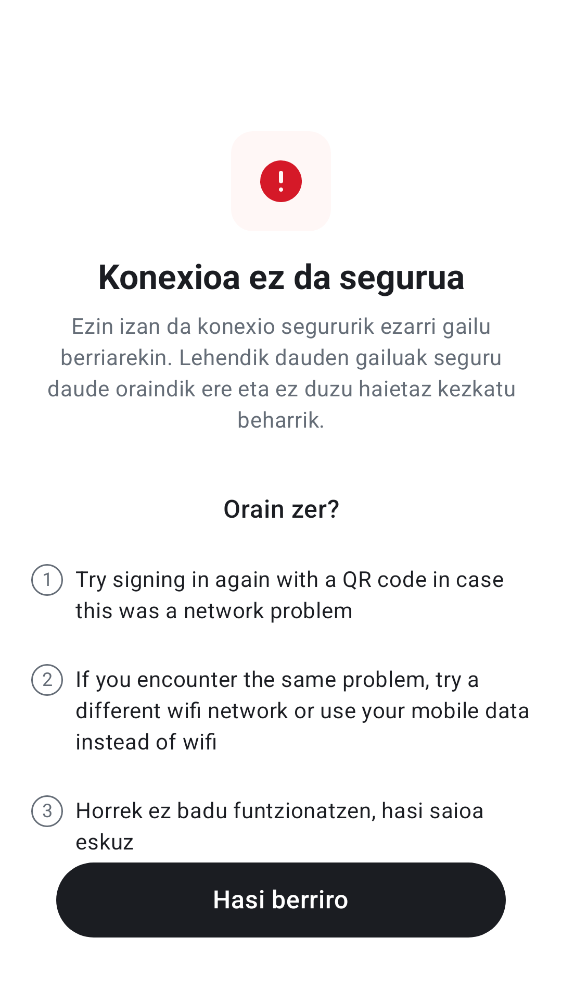 Konexioa ez da segurua
Ezin izan da konexio segururik ezarri gailu
berriarekin. Lehendik dauden gailuak seguru
daude oraindik ere eta ez duzu haietaz kezkatu
beharrik.
Orain zer?
1 Try signing in again with a QR code in case
this was a network problem
2 If you encounter the same problem, try a
different wifi network or use your mobile data
instead of wifi
3 Horrek ez badu funtzionatzen, hasi saioa
eskuz
Hasi berriro